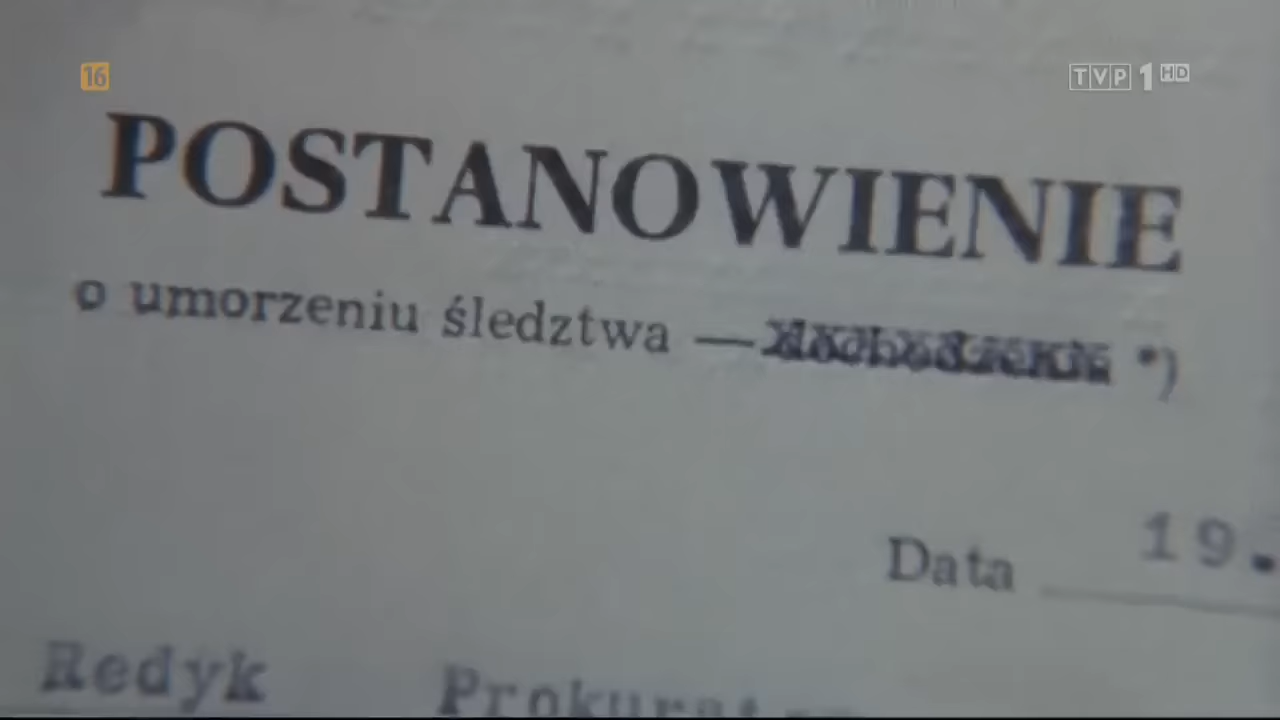 16
TVP 1 HD
POSTANOWIENIE
o umorzeniu śledztwa — *)
Data 19.
Redyk